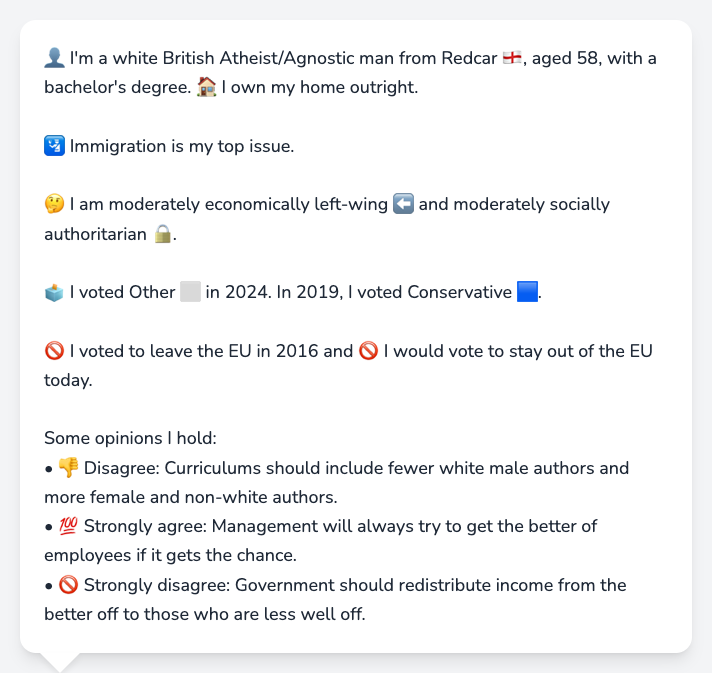 👤 I'm a white British Atheist/Agnostic man from Redcar 🏴󠁧󠁢󠁥󠁮󠁧󠁿, aged 58, with a
bachelor's degree. 🏠 I own my home outright.
🛂 Immigration is my top issue.
🤔 I am moderately economically left-wing ⬅️ and moderately socially
authoritarian 🔒.
🗳️ I voted Other ⬜ in 2024. In 2019, I voted Conservative 🟦.
🚫 I voted to leave the EU in 2016 and 🚫 I would vote to stay out of the EU
today.
Some opinions I hold:
• 👎 Disagree: Curriculums should include fewer white male authors and
more female and non-white authors.
• 💯 Strongly agree: Management will always try to get the better of
employees if it gets the chance.
• 🚫 Strongly disagree: Government should redistribute income from the
better off to those who are less well off.